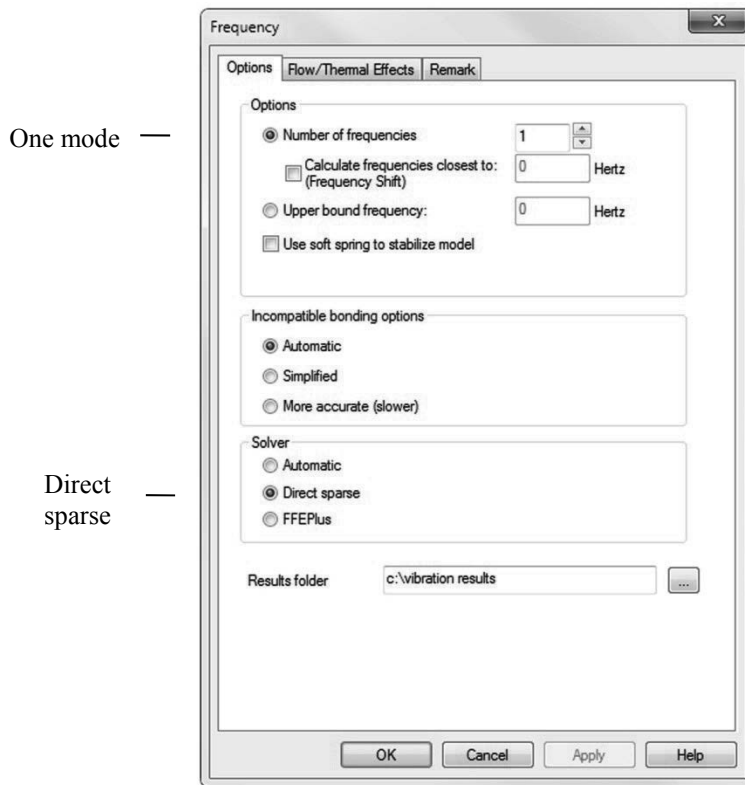 Frequency
x
Options Flow/Thermal Effects Remark
Options
One mode
Number of frequencies 1
Calculate frequencies closest to: 0 Hertz
(Frequency Shift)
Upper bound frequency: 0 Hertz
Use soft spring to stabilize model
Incompatible bonding options
Automatic
Simplified
More accurate (slower)
Solver
Automatic
Direct
sparse
Direct sparse
FFEPlus
Results folder c:\vibration results ...
OK Cancel Apply Help